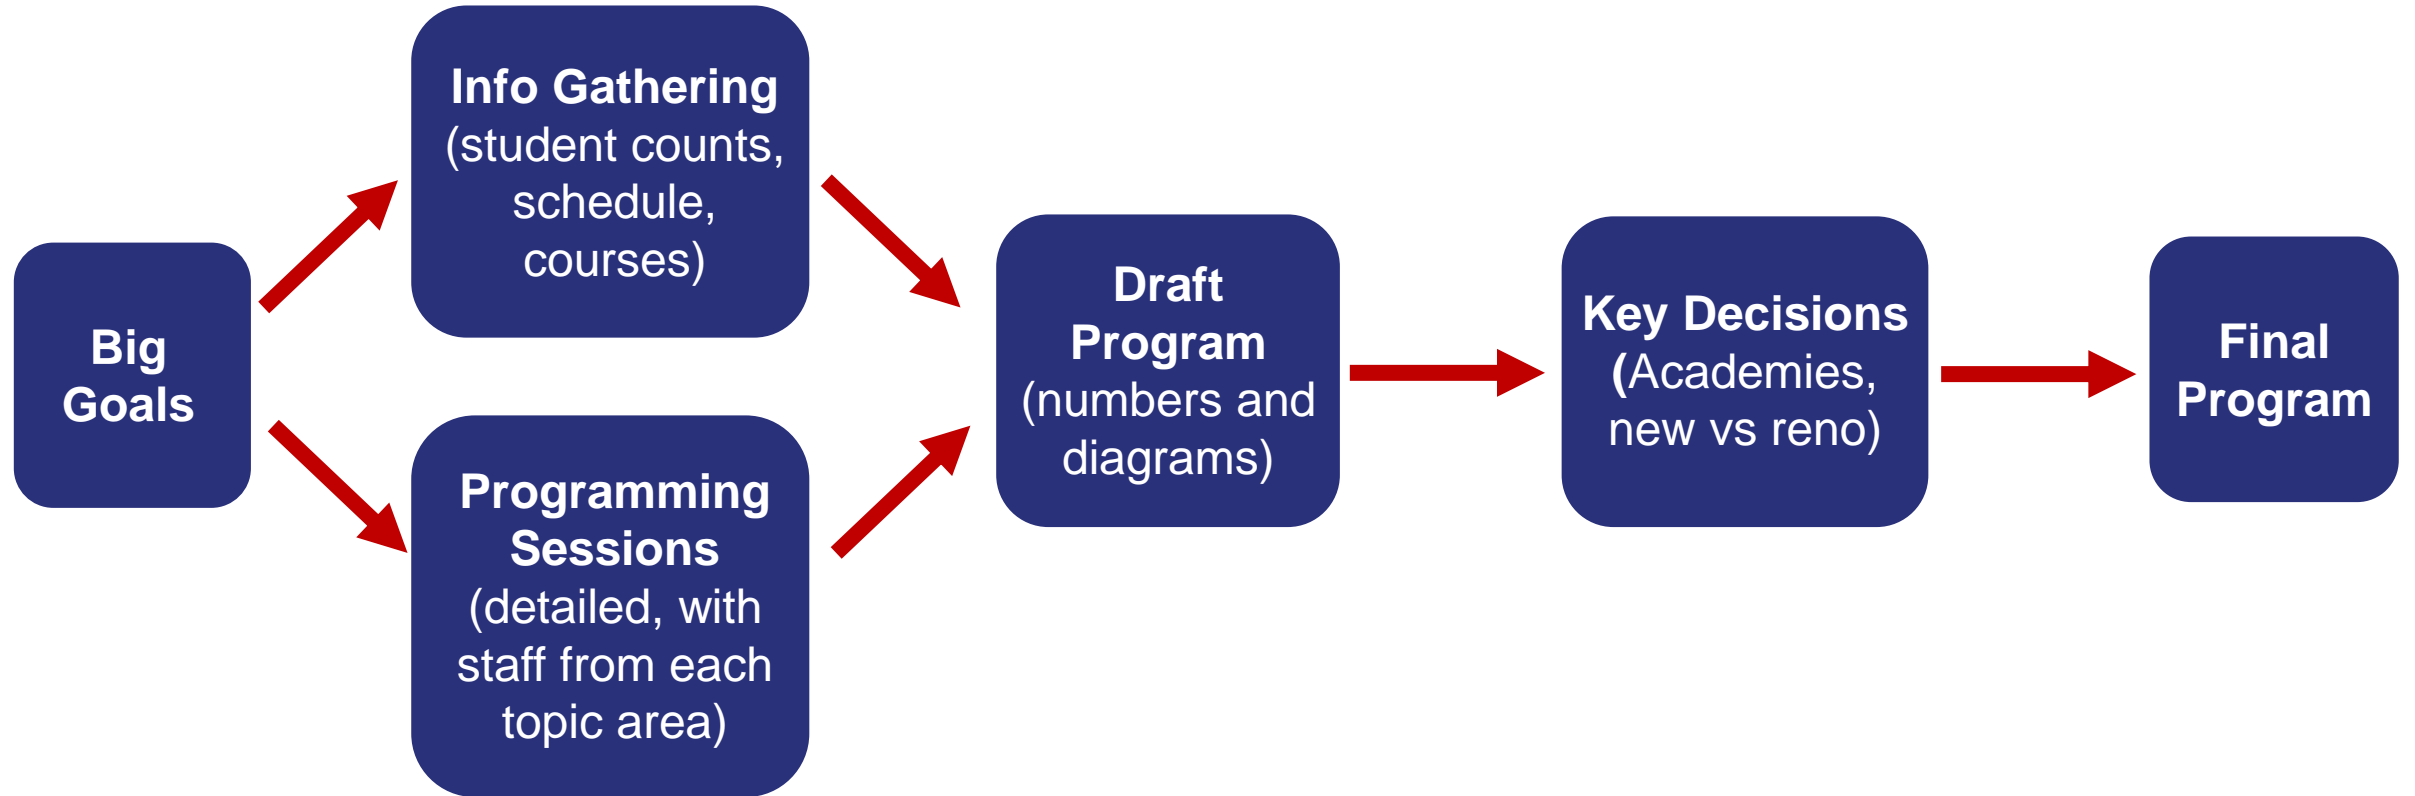 Big
Goals
Info Gathering
(student counts,
schedule,
courses)
Programming
Sessions
(detailed, with
staff from each
topic area)
Draft
Program
(numbers and
diagrams)
Key Decisions
(Academies,
new vs reno)
Final
Program